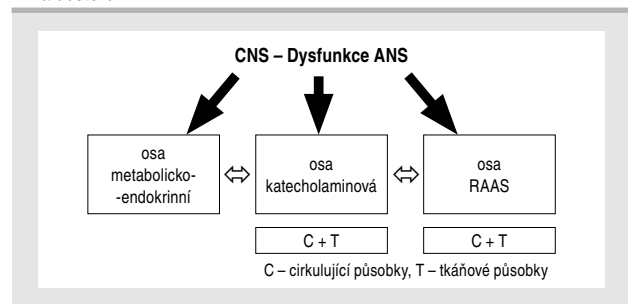 CNS – Dysfunkce ANS
osa
metabolicko-
-endokrinní
osa
katecholaminová
osa
RAAS
C + T
C + T
C – cirkulující působky, T – tkáňové působky